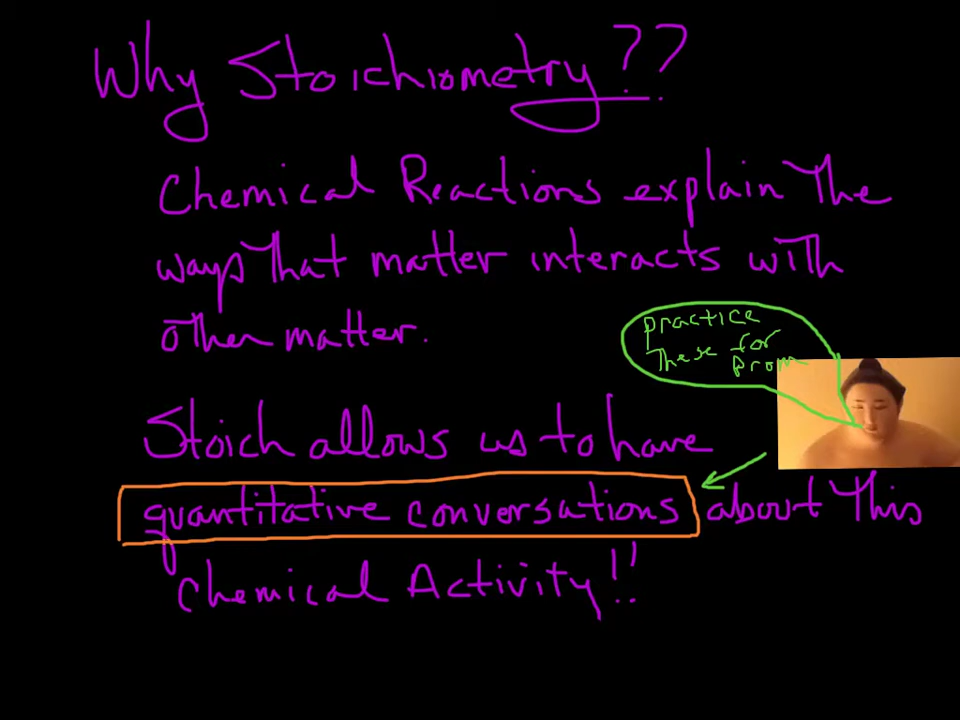 Why Stoichiometry??
Chemical Reactions explain The
ways That matter interacts with
other matter.
practice
These for
prom
Stoich allows us to have
quantitative conversations about This
chemical Activity!!